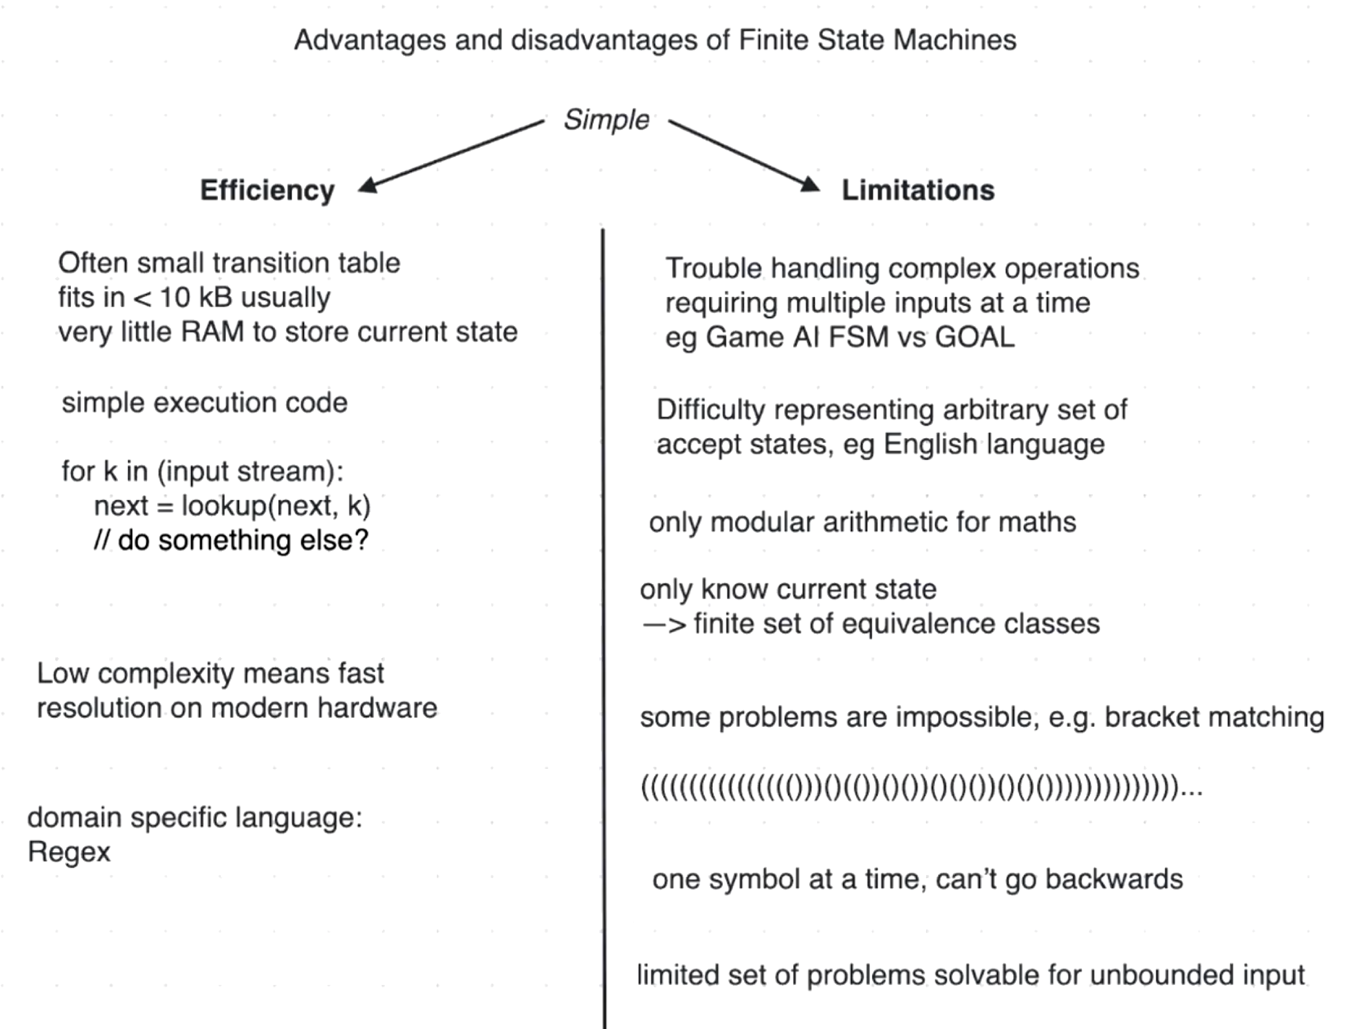 Advantages and disadvantages of Finite State Machines
Simple
Efficiency
Often small transition table
fits in < 10 kB usually
very little RAM to store current state
simple execution code
for k in (input stream):
next = lookup(next, k)
// do something else?
Low complexity means fast
resolution on modern hardware
domain specific language:
Regex
Limitations
Trouble handling complex operations
requiring multiple inputs at a time
eg Game AI FSM vs GOAL
Difficulty representing arbitrary set of
accept states, eg English language
only modular arithmetic for maths
only know current state
—> finite set of equivalence classes
some problems are impossible, e.g. bracket matching
one symbol at a time, can't go backwards
limited set of problems solvable for unbounded input